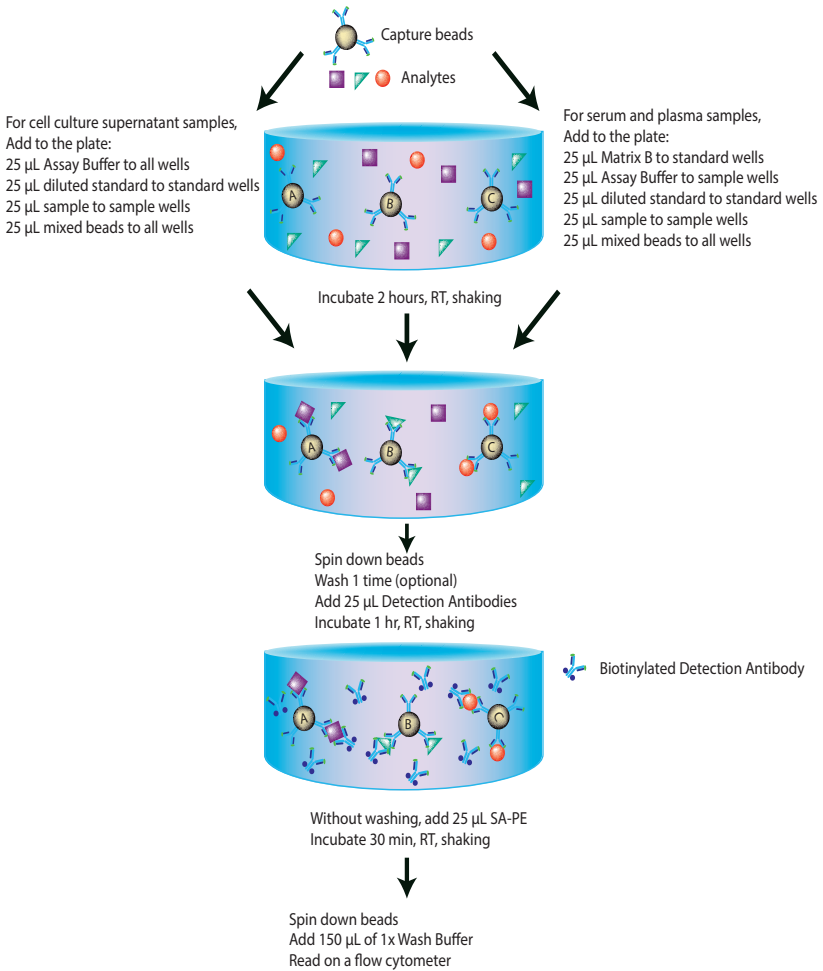 Capture beads
Analytes
For cell culture supernatant samples,
Add to the plate:
25 µL Assay Buffer to all wells
25 µL diluted standard to standard wells
25 µL sample to sample wells
25 µL mixed beads to all wells
For serum and plasma samples,
Add to the plate:
25 µL Matrix B to standard wells
25 µL Assay Buffer to sample wells
25 µL diluted standard to standard wells
25 µL sample to sample wells
25 µL mixed beads to all wells
A
B
C
Incubate 2 hours, RT, shaking
A
B
C
Spin down beads
Wash 1 time (optional)
Add 25 µL Detection Antibodies
Incubate 1 hr, RT, shaking
Biotinylated Detection Antibody
A
B
C
Without washing, add 25 µL SA-PE
Incubate 30 min, RT, shaking
Spin down beads
Add 150 µL of 1x Wash Buffer
Read on a flow cytometer